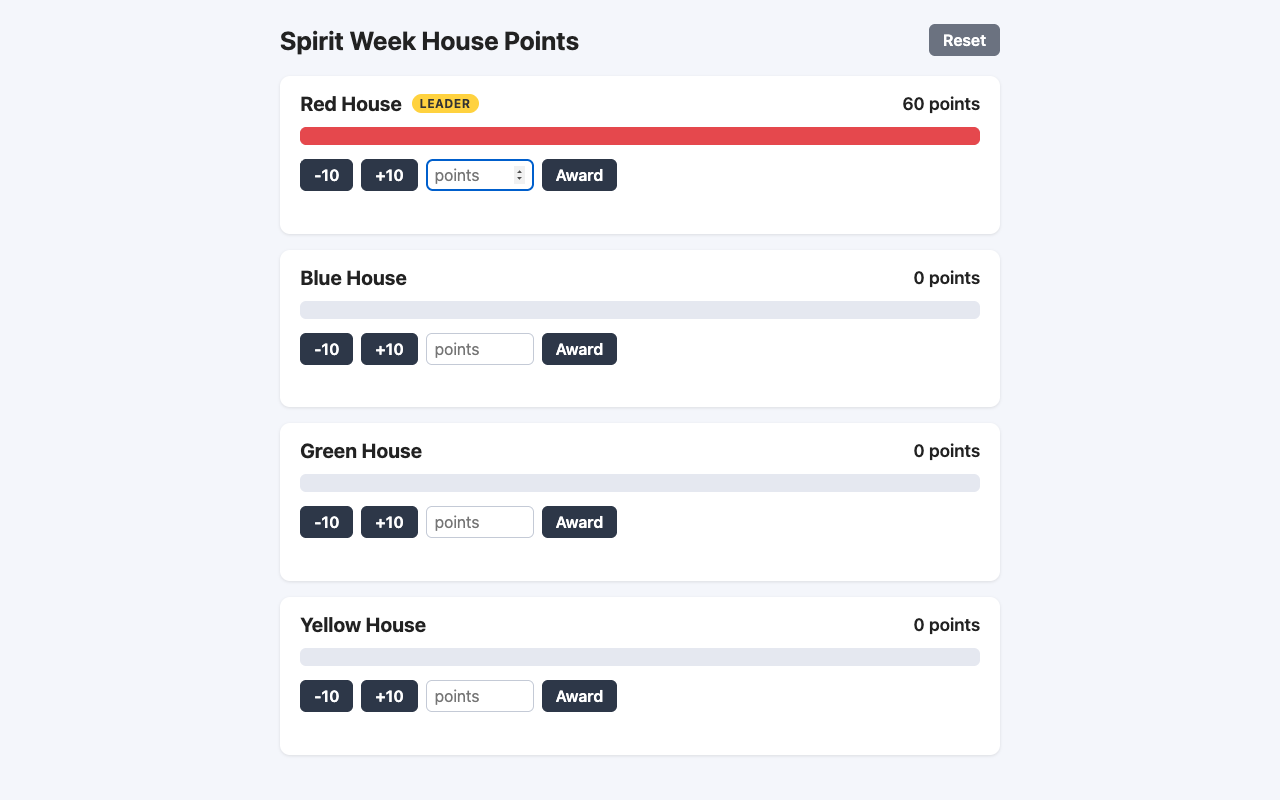 Spirit Week House Points Reset
Red House LEADER 60 points
-10 +10 points Award
Blue House 0 points
-10 +10 points Award
Green House 0 points
-10 +10 points Award
Yellow House 0 points
-10 +10 points Award